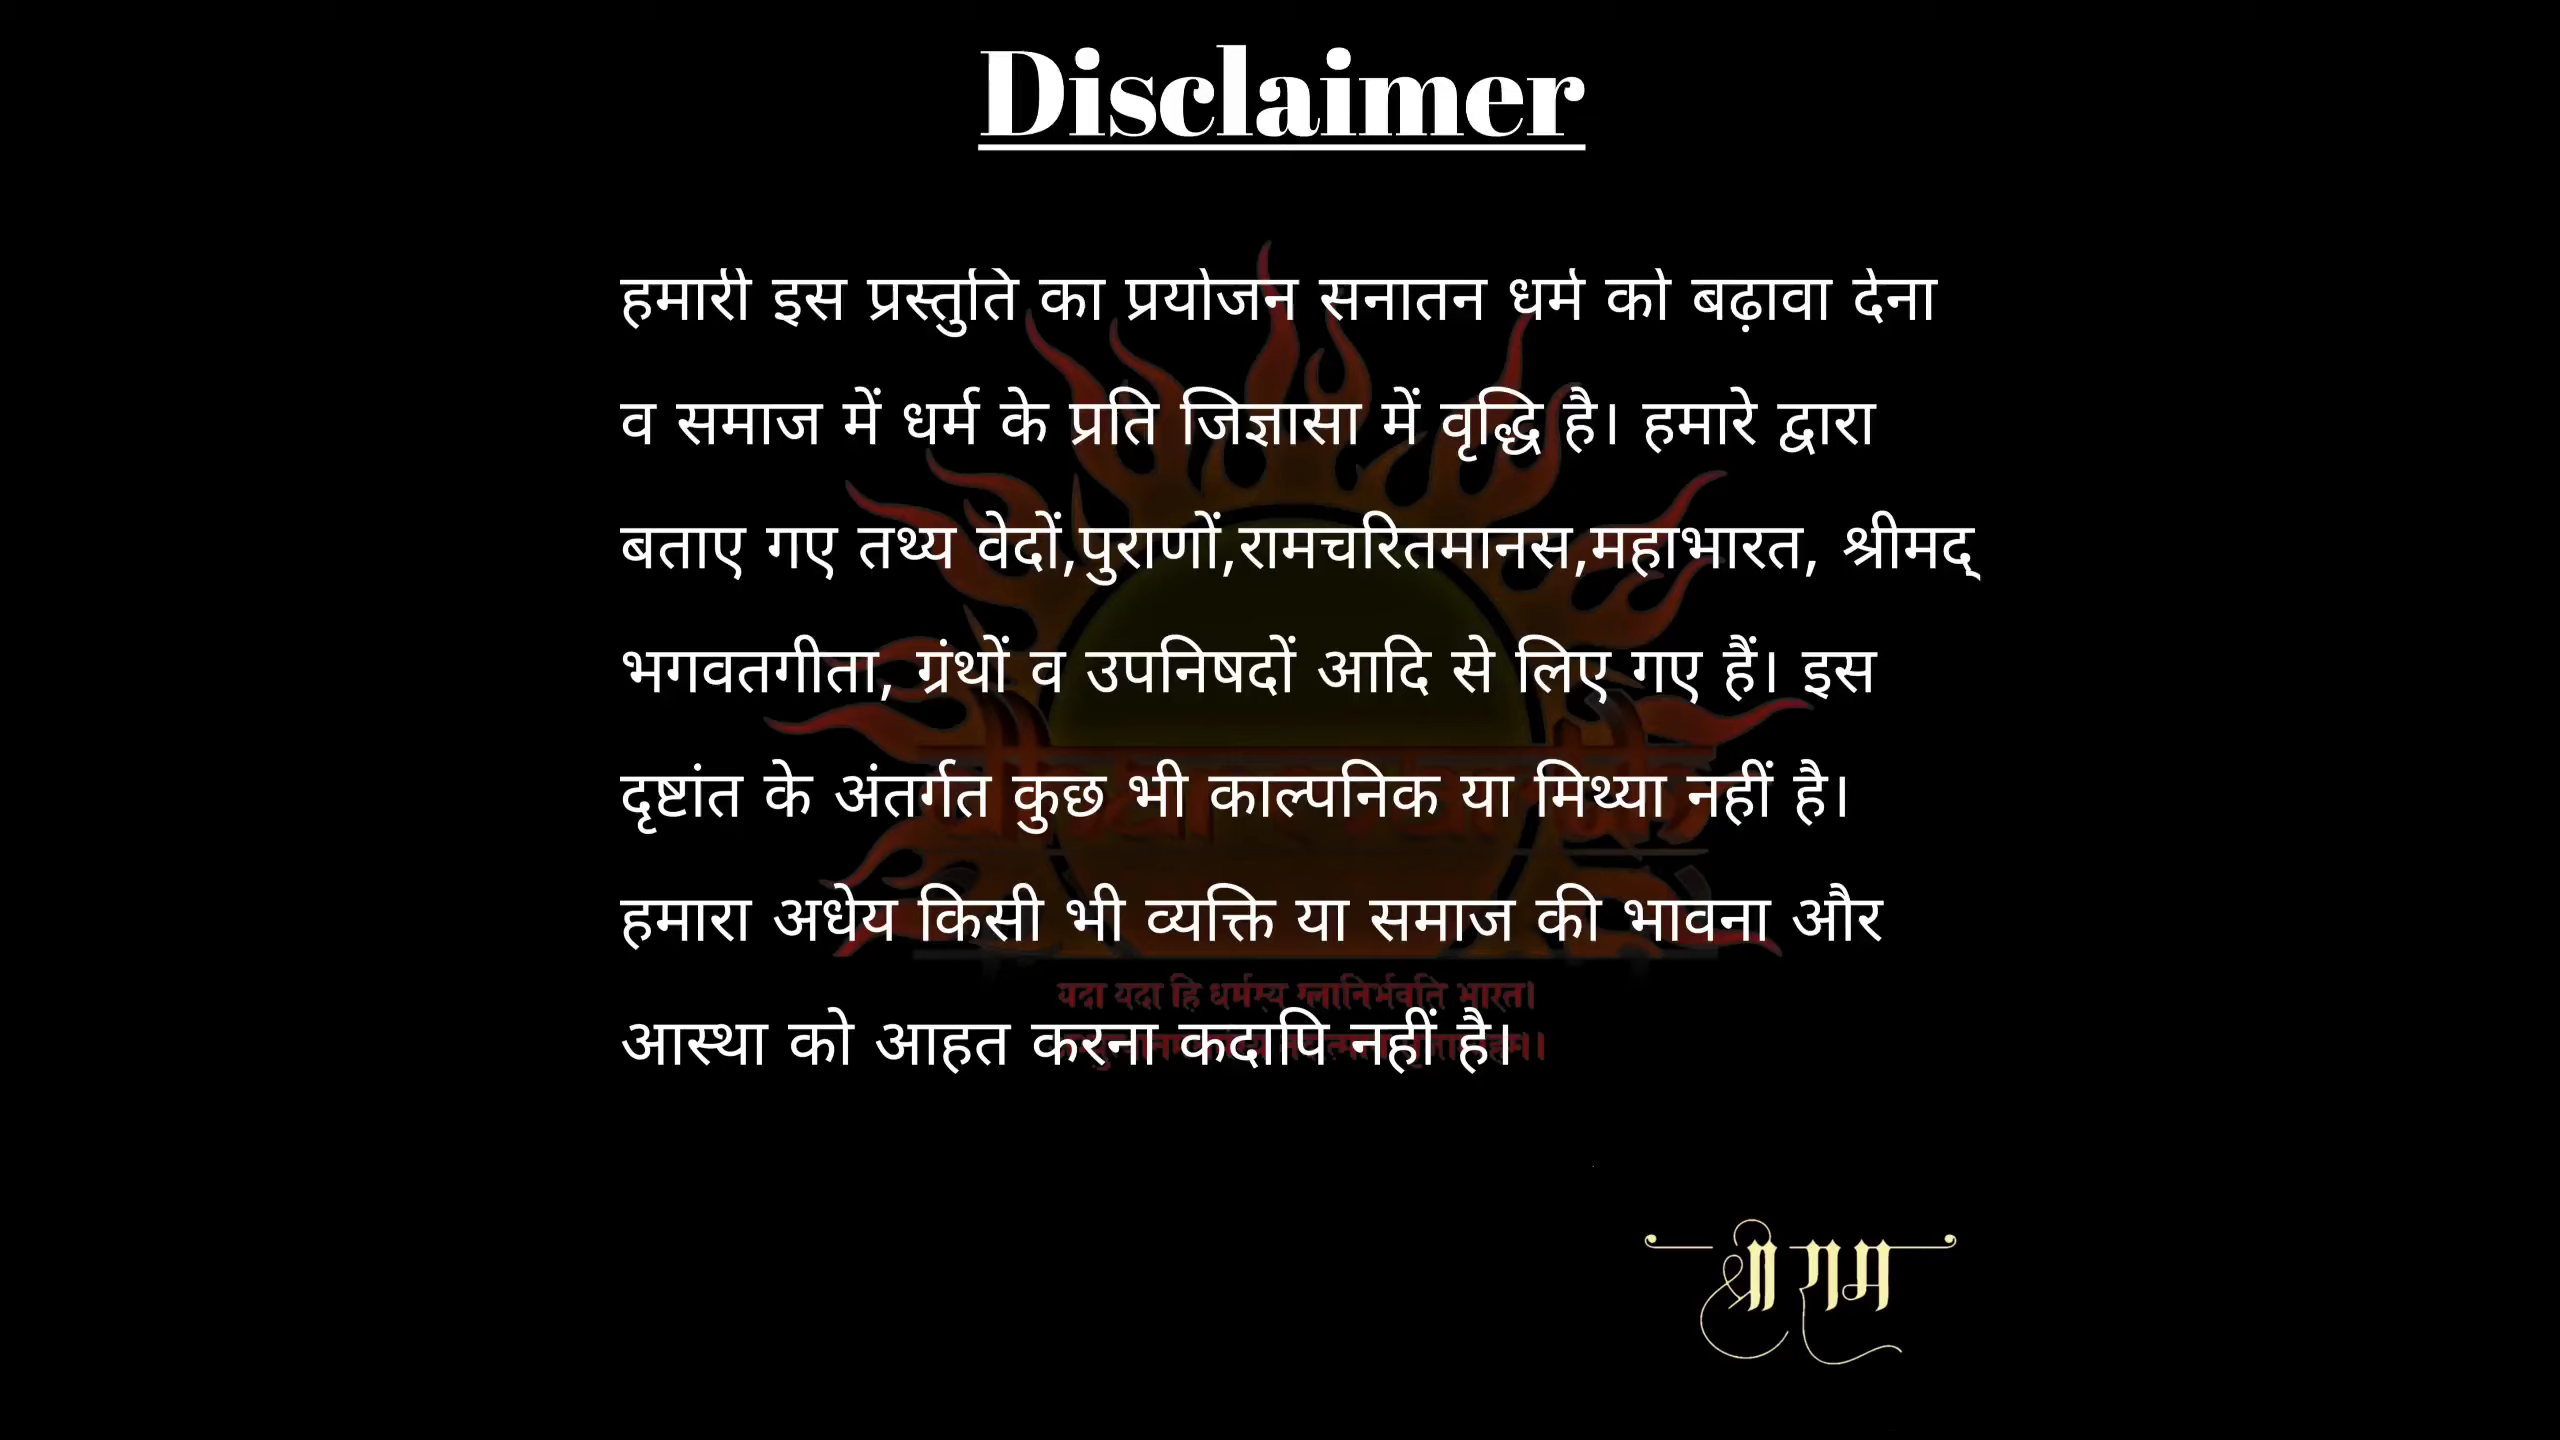 Disclaimer
हमारी इस प्रस्तुति का प्रयोजन सनातन धर्म को बढ़ावा देना
व समाज में धर्म के प्रति जिज्ञासा में वृद्धि है। हमारे द्वारा
बताए गए तथ्य वेदों,पुराणों,रामचरितमानस,महाभारत, श्रीमद्
भगवतगीता, ग्रंथों व उपनिषदों आदि से लिए गए हैं। इस
दृष्टांत के अंतर्गत कुछ भी काल्पनिक या मिथ्या नहीं है।
हमारा अधेय किसी भी व्यक्ति या समाज की भावना और
यदा यदा हि धर्मस्य ग्लानिर्भवति भारत।
आस्था को आहत करना कदापि नहीं है।
श्री राम